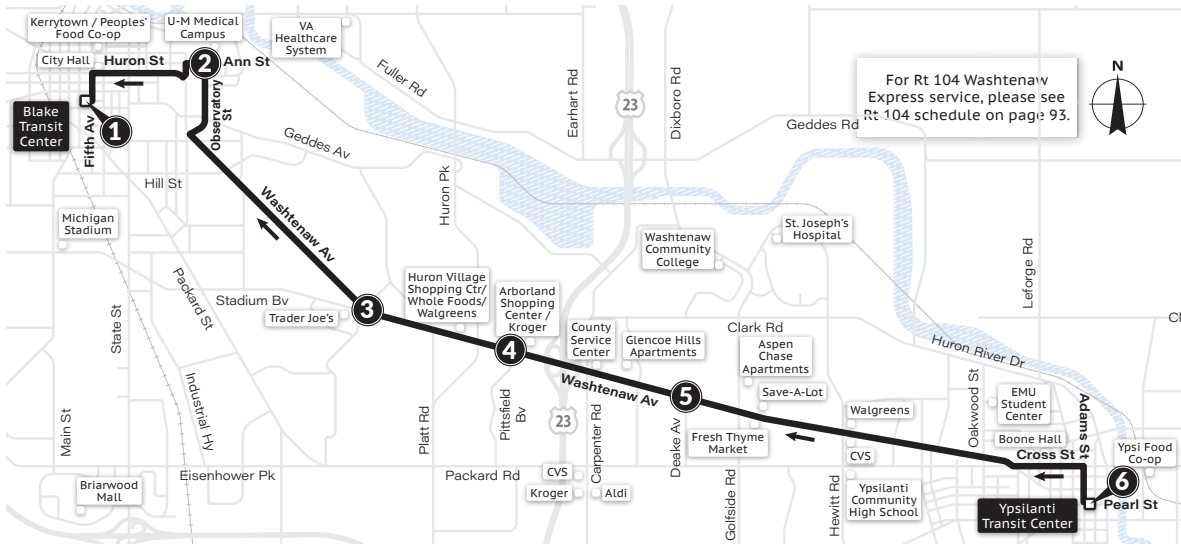 Kerrytown / Peoples'
Food Co-op
U-M Medical
Campus
VA
Healthcare
System
City Hall
Huron St
2
Ann St
Fuller Rd
Blake
Transit
Center
Fifth Av
1
Observatory
St
Geddes Av
Hill St
Washtenaw Av
Michigan
Stadium
State St
Packard St
Industrial Hy
Main St
Stadium Bv
Trader Joe's
3
Huron Pk
Earhart Rd
23
Dixboro Rd
Geddes Rd
For Rt 104 Washtenaw
Express service, please see
Rt 104 schedule on page 93.
N
Huron Village
Shopping Ctr/
Whole Foods/
Walgreens
Arborland
Shopping
Center /
Kroger
4
County
Service
Center
Glencoe Hills
Apartments
Washtenaw
Community
College
St. Joseph's
Hospital
Leforge Rd
Clark Rd
Cl
Aspen
Chase
Apartments
Save-A-Lot
Huron River Dr
Washtenaw Av
5
Platt Rd
Pittsfield
Bv
23
Carpenter Rd
Deake Av
Fresh Thyme
Market
Golfside Rd
Walgreens
CVS
Hewitt Rd
Ypsilanti
Community
High School
Oakwood St
EMU
Student
Center
Boone Hall
Cross St
Adams St
Ypsi Food
Co-op
6
Pearl St
Ypsilanti
Transit Center
Briarwood
Mall
Eisenhower Pk
Packard Rd
CVS
Kroger
Aldi